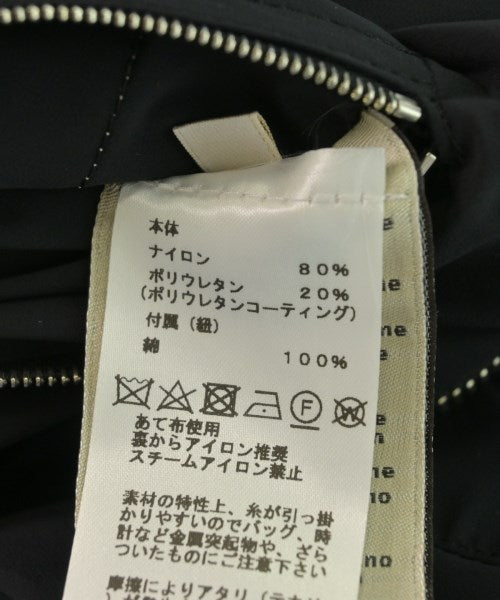 本体
ナイロン 80%
ポリウレタン 20%
(ポリウレタンコーティング)
付属(紐)
綿 100%
F
W
あて布使用
裏からアイロン推奨
スチームアイロン禁止
素材の特性上、糸が引っ掛
かりやすいのでバッグ、時
計など金属突起物や、ざら
ついたものにご注意下さい
摩擦によりアタリ(テカリ